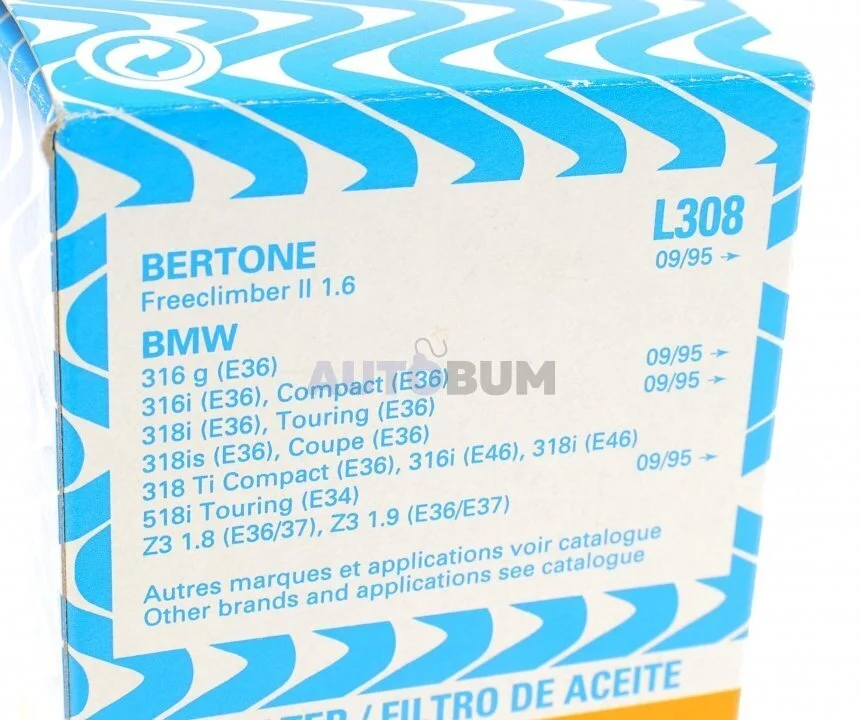 L308
BERTONE 09/95 →
Freeclimber II 1.6
BMW
316 g (E36) 09/95 →
316i (E36), Compact (E36) 09/95 →
318i (E36), Touring (E36)
318is (E36), Coupe (E36)
318 Ti Compact (E36), 316i (E46), 318i (E46) 09/95 →
518i Touring (E34)
Z3 1.8 (E36/37), Z3 1.9 (E36/E37)
AUTOBUM
Autres marques et applications voir catalogue
Other brands and applications see catalogue
/ FILTRO DE ACEITE